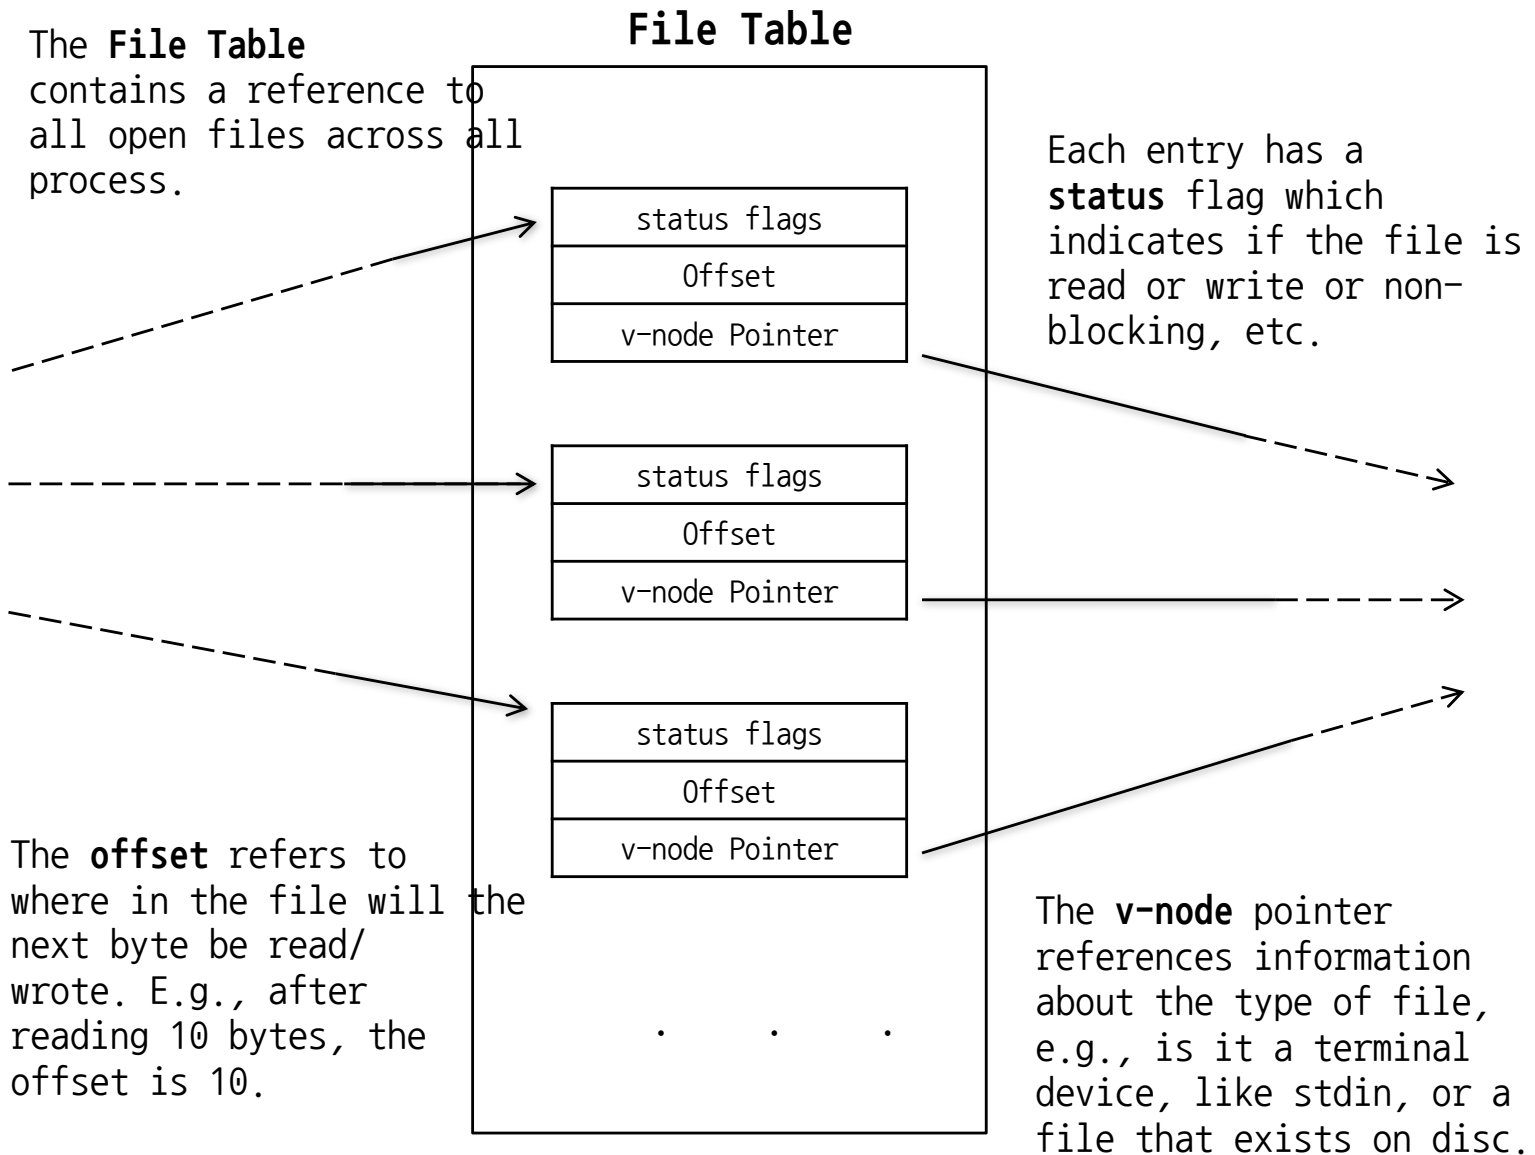 File Table
The File Table
contains a reference to
all open files across all
process.
Each entry has a
status flag which
indicates if the file is
read or write or non-
blocking, etc.
status flags
Offset
v-node Pointer
status flags
Offset
v-node Pointer
status flags
Offset
v-node Pointer
The offset refers to
where in the file will the
next byte be read/
wrote. E.g., after
reading 10 bytes, the
offset is 10.
. . .
The v-node pointer
references information
about the type of file,
e.g., is it a terminal
device, like stdin, or a
file that exists on disc.